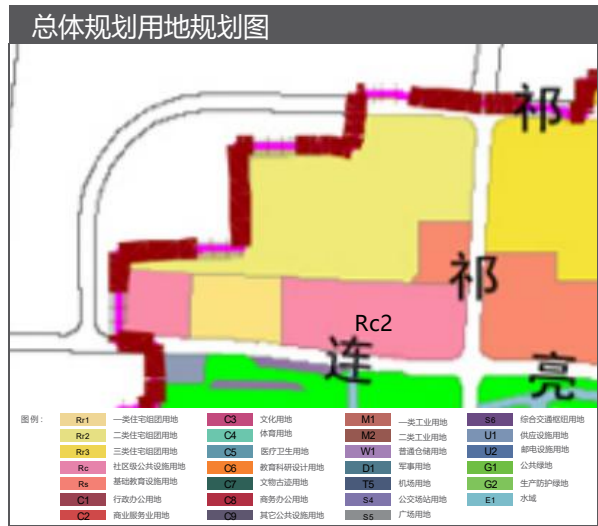 总体规划用地规划图
祁
祁
Rc2
连
亮
图例：
Rr1 一类住宅组团用地
Rr2 二类住宅组团用地
Rr3 三类住宅组团用地
Rc 社区级公共设施用地
Rs 基础教育设施用地
C1 行政办公用地
C2 商业服务业用地
C3 文化用地
C4 体育用地
C5 医疗卫生用地
C6 教育科研设计用地
C7 文物古迹用地
C8 商务办公用地
C9 其它公共设施用地
M1 一类工业用地
M2 二类工业用地
W1 普通仓储用地
D1 军事用地
T5 机场用地
S4 公交场站用地
S5 广场用地
S6 综合交通枢纽用地
U1 供应设施用地
U2 邮电设施用地
G1 公共绿地
G2 生产防护绿地
E1 水域